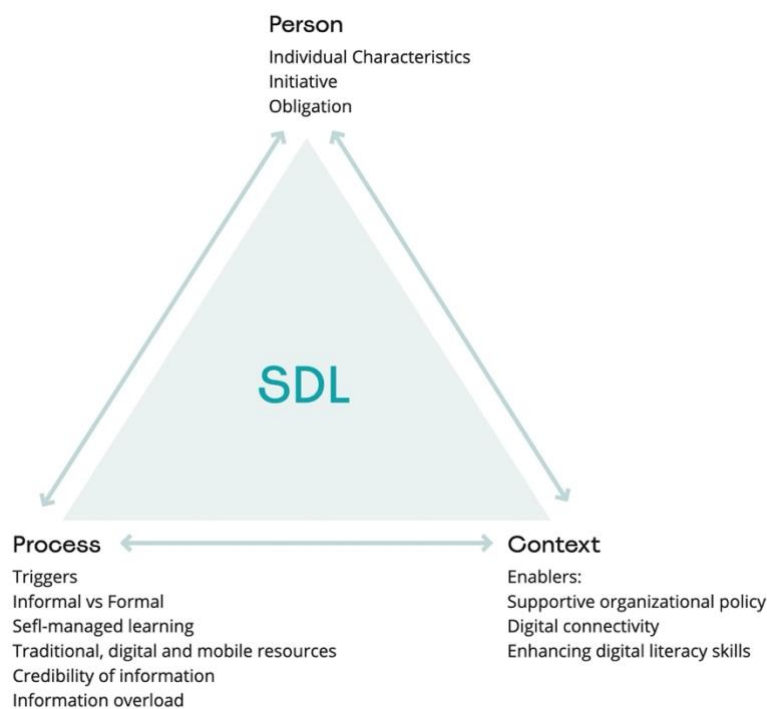 Person
Individual Characteristics
Initiative
Obligation
SDL
Process
Triggers
Informal vs Formal
Sefl-managed learning
Traditional, digital and mobile resources
Credibility of information
Information overload
Context
Enablers:
Supportive organizational policy
Digital connectivity
Enhancing digital literacy skills